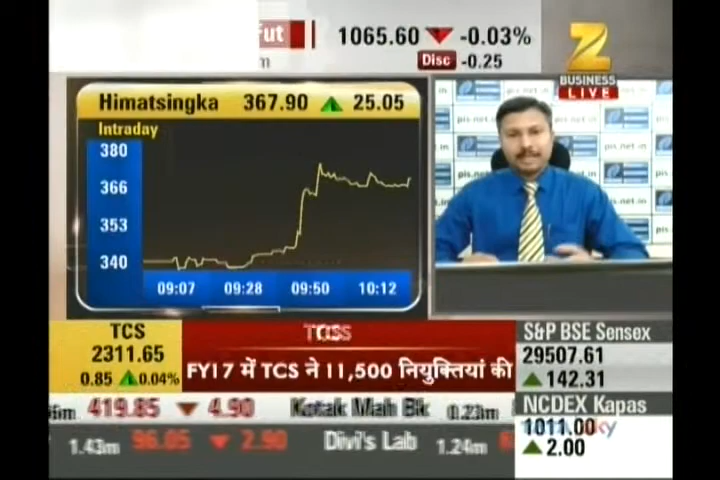 Fut
1065.60 -0.03%
Disc -0.25
BUSINESS
LIVE
Himatsingka 367.90 25.05
Intraday
380
366
353
340
09:07 09:28 09:50 10:12
pis.net.in
TCS
2311.65
0.85 0.04%
FY17 में TCS ने 11,500 नियुक्तियां की
S&P BSE Sensex
29507.61
142.31
NCDEX Kapas
1011.00
2.00
419.85 4.90 Kotak Mah Bk 0.23m
1.43m 96.05 2.90 Divi's Lab 1.24m